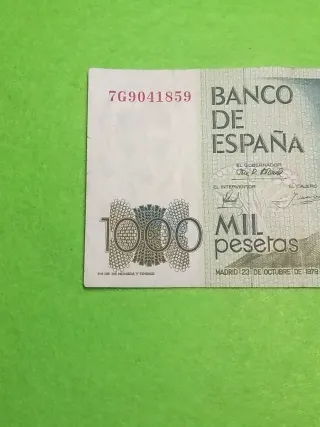 7G9041859
BANCO
DE
ESPAÑA
EL GOBERNADOR
EL INTERVENTOR EL CAJERO
1000
MIL
pesetas
MADRID 23 DE OCTUBRE DE 1979